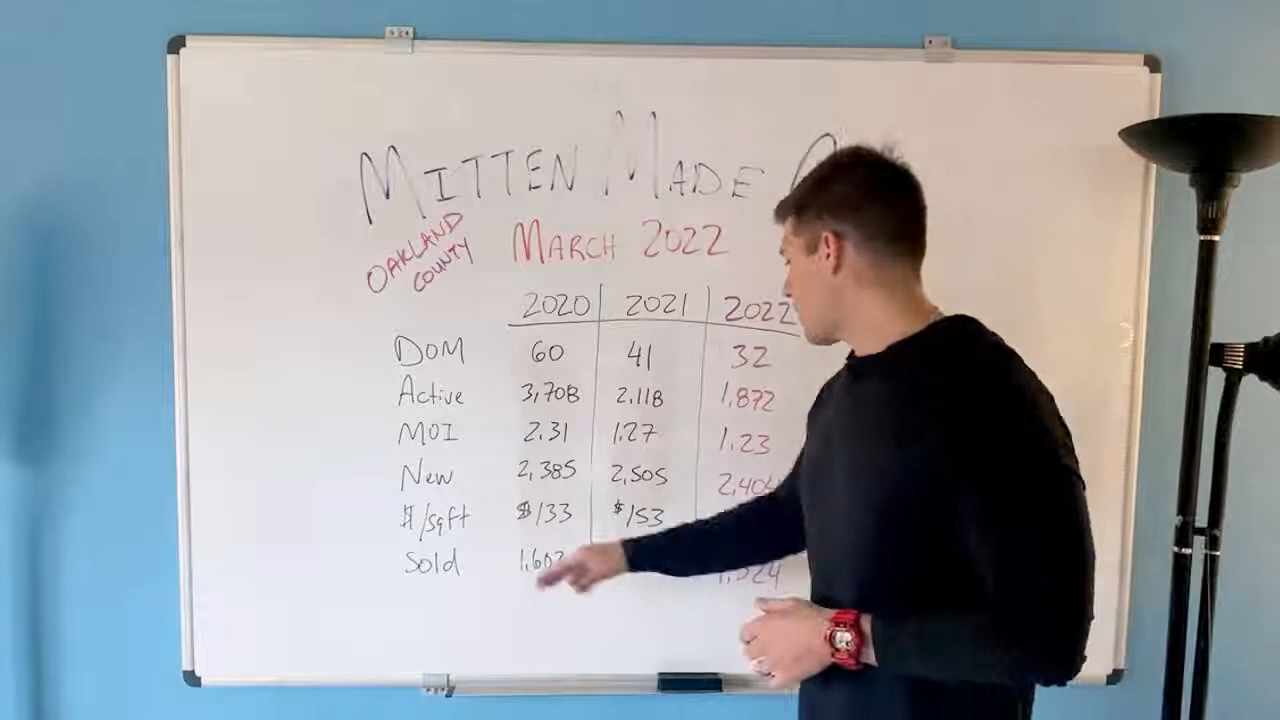 MITTEN MADE
OAKLAND COUNTY
MARCH 2022
2020 2021 2022
DOM 60 41 32
Active 3,708 2,118 1,872
MOI 2.31 1.27 1.23
New 2,385 2,505
$/sqft $133 $153
Sold